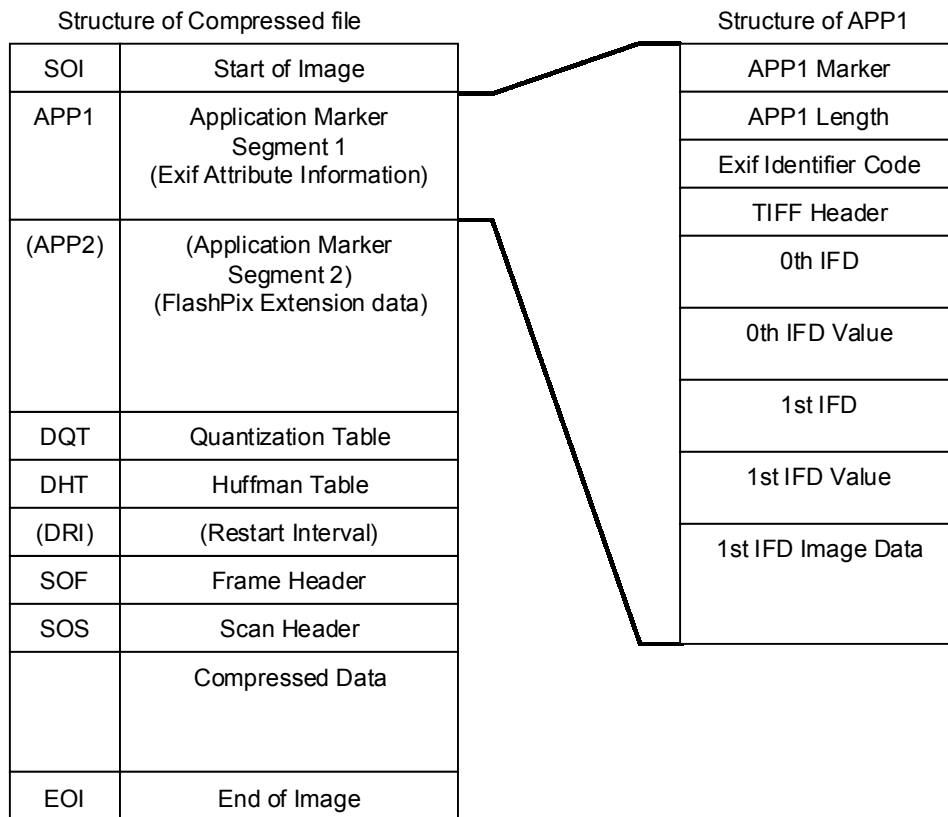 Structure of Compressed file
SOI Start of Image
APP1 Application Marker
Segment 1
(Exif Attribute Information)
(APP2) (Application Marker
Segment 2)
(FlashPix Extension data)
DQT Quantization Table
DHT Huffman Table
(DRI) (Restart Interval)
SOF Frame Header
SOS Scan Header
Compressed Data
EOI End of Image
Structure of APP1
APP1 Marker
APP1 Length
Exif Identifier Code
TIFF Header
0th IFD
0th IFD Value
1st IFD
1st IFD Value
1st IFD Image Data